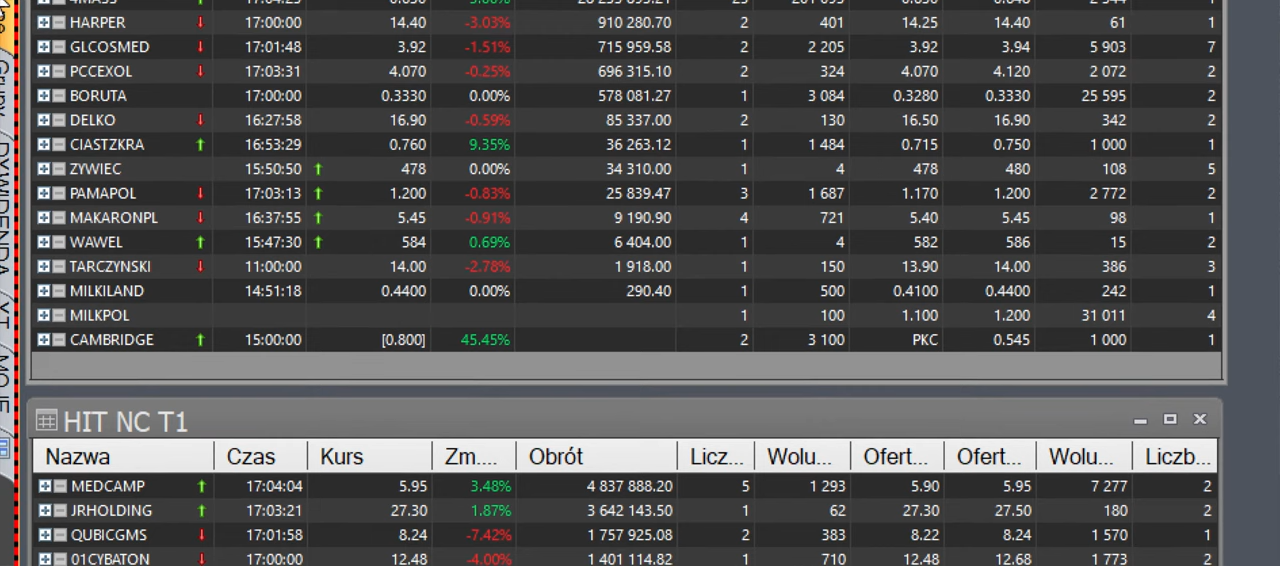 HARPER 17:00:00 14.40 -3.03% 910 280.70 2 401 14.25 14.40 61 1
GLCOSMED 17:01:48 3.92 -1.51% 715 959.58 2 2 205 3.92 3.94 5 903 7
PCCEXOL 17:03:31 4.070 -0.25% 696 315.10 2 324 4.070 4.120 2 072 2
BORUTA 17:00:00 0.3330 0.00% 578 081.27 1 3 084 0.3280 0.3330 25 595 2
DELKO 16:27:58 16.90 -0.59% 85 337.00 2 130 16.50 16.90 342 2
CIASTZKRA 16:53:29 0.760 9.35% 36 263.12 1 1 484 0.715 0.750 1 000 1
ZYWIEC 15:50:50 478 0.00% 34 310.00 1 4 478 480 108 5
PAMAPOL 17:03:13 1.200 -0.83% 25 839.47 3 1 687 1.170 1.200 2 772 2
MAKARONPL 16:37:55 5.45 -0.91% 9 190.90 4 721 5.40 5.45 98 1
WAWEL 15:47:30 584 0.69% 6 404.00 1 4 582 586 15 2
TARCZYNSKI 11:00:00 14.00 -2.78% 1 918.00 1 150 13.90 14.00 386 3
MILKILAND 14:51:18 0.4400 0.00% 290.40 1 500 0.4100 0.4400 242 1
MILKPOL 1 100 1.100 1.200 31 011 4
CAMBRIDGE 15:00:00 [0.800] 45.45% 2 3 100 PKC 0.545 1 000 1
HIT NC T1
Nazwa Czas Kurs Zm.... Obrót Licz... Wolu... Ofert... Ofert... Wolu... Liczb...
MEDCAMP 17:04:04 5.95 3.48% 4 837 888.20 5 1 293 5.90 5.95 7 277 2
JRHOLDING 17:03:21 27.30 1.87% 3 642 143.50 1 62 27.30 27.50 180 2
QUBICGMS 17:01:58 8.24 -7.42% 1 757 925.08 2 383 8.22 8.24 1 570 1
01CYBATON 17:00:00 12.48 -4.00% 1 401 114.82 1 710 12.48 12.68 1 773 2
DYWIDENDA